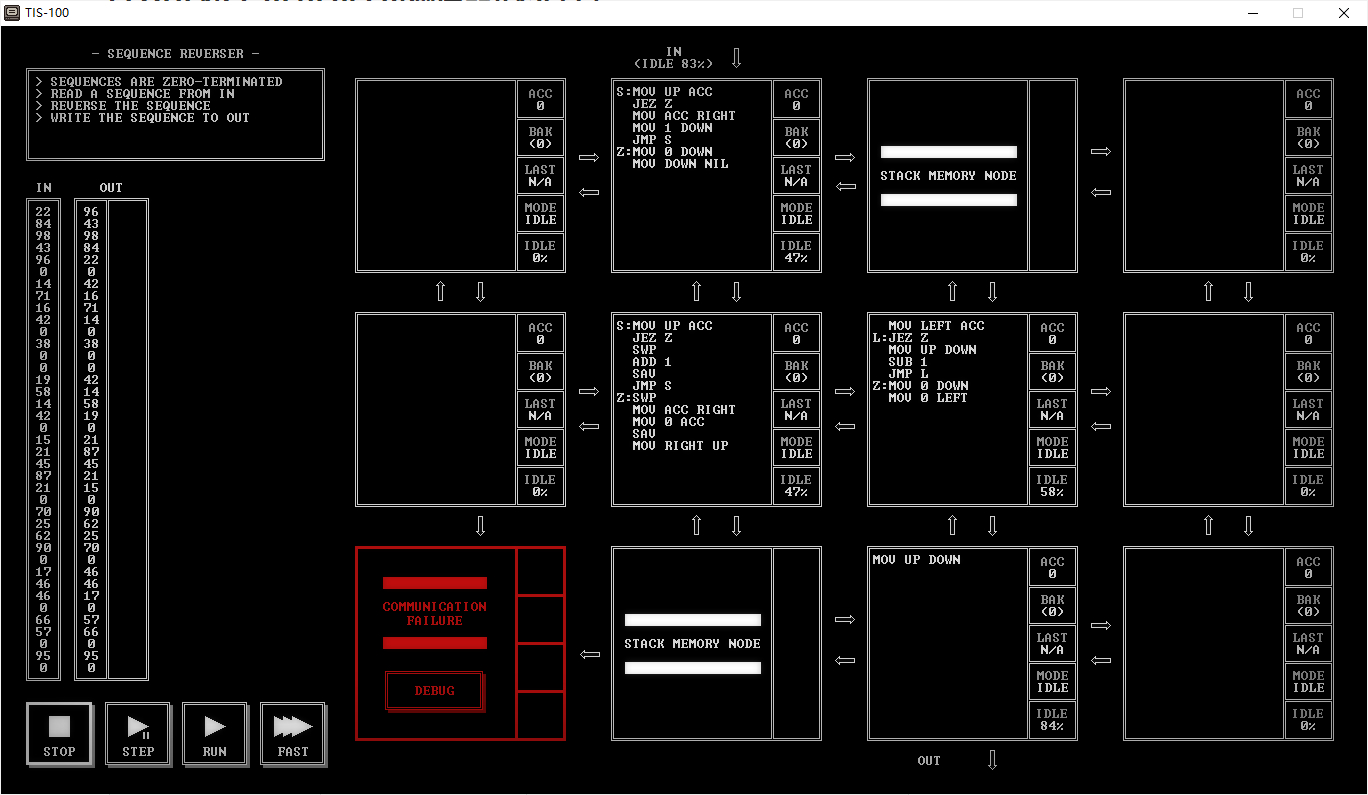 TIS-100
- SEQUENCE REVERSER -
> SEQUENCES ARE ZERO-TERMINATED
> READ A SEQUENCE FROM IN
> REVERSE THE SEQUENCE
> WRITE THE SEQUENCE TO OUT
IN OUT
22 96
84 43
98 98
43 84
96 22
0 0
14 42
71 16
16 71
42 14
0 0
38 38
0 0
0 0
19 42
58 14
14 58
42 19
0 0
15 21
21 87
45 45
87 21
21 15
0 0
70 90
25 62
62 25
90 70
0 0
17 46
46 46
46 17
0 0
66 57
57 66
0 0
95 95
0 0
STOP
STEP
RUN
FAST
IN
(IDLE 83%)
ACC
0
BAK
(0)
LAST
N/A
MODE
IDLE
IDLE
0%
S:MOV UP ACC
JEZ Z
MOV ACC RIGHT
MOV 1 DOWN
JMP S
Z:MOV 0 DOWN
MOV DOWN NIL
ACC
0
BAK
(0)
LAST
N/A
MODE
IDLE
IDLE
47%
STACK MEMORY NODE
ACC
0
BAK
(0)
LAST
N/A
MODE
IDLE
IDLE
0%
ACC
0
BAK
(0)
LAST
N/A
MODE
IDLE
IDLE
0%
S:MOV UP ACC
JEZ Z
SWP
ADD 1
SAV
JMP S
Z:SWP
MOV ACC RIGHT
MOV 0 ACC
SAV
MOV RIGHT UP
ACC
0
BAK
(0)
LAST
N/A
MODE
IDLE
IDLE
47%
MOV LEFT ACC
L:JEZ Z
MOV UP DOWN
SUB 1
JMP L
Z:MOV 0 DOWN
MOV 0 LEFT
ACC
0
BAK
(0)
LAST
N/A
MODE
IDLE
IDLE
58%
ACC
0
BAK
(0)
LAST
N/A
MODE
IDLE
IDLE
0%
COMMUNICATION
FAILURE
DEBUG
STACK MEMORY NODE
MOV UP DOWN
ACC
0
BAK
(0)
LAST
N/A
MODE
IDLE
IDLE
84%
ACC
0
BAK
(0)
LAST
N/A
MODE
IDLE
IDLE
0%
OUT